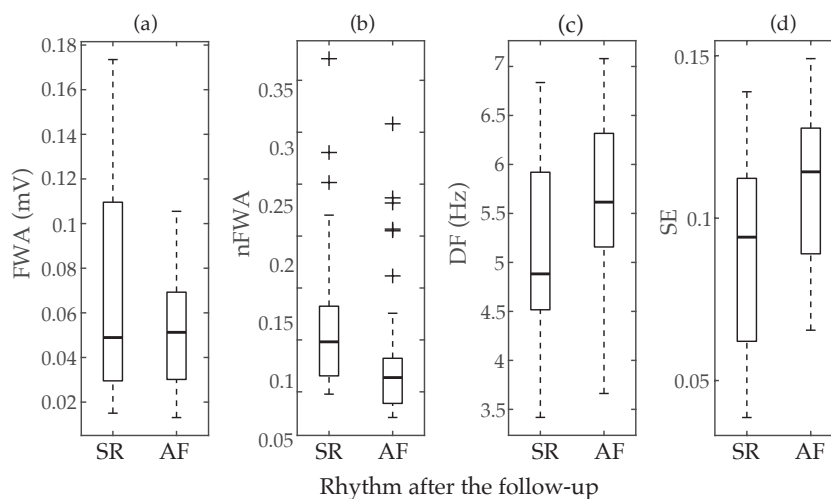 (a) (b) (c) (d)
FWA (mV)
0.18
0.16
0.14
0.12
0.1
0.08
0.06
0.04
0.02
SR AF
nFWA
0.35
0.3
0.25
0.2
0.15
0.1
0.05
SR AF
DF (Hz)
7
6.5
6
5.5
5
4.5
4
3.5
SR AF
SE
0.15
0.1
0.05
SR AF
Rhythm after the follow-up